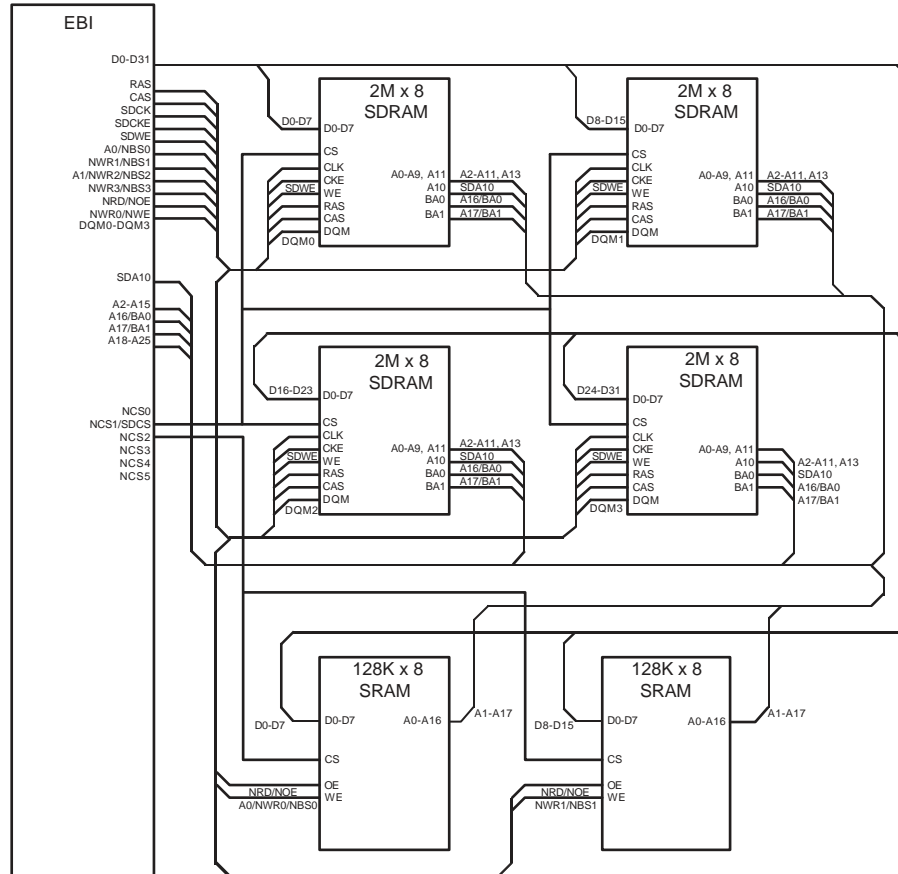 EBI
D0-D31
RAS
CAS
SDCK
SDCKE
SDWE
A0/NBS0
NWR1/NBS1
A1/NWR2/NBS2
NWR3/NBS3
NRD/NOE
NWR0/NWE
DQM0-DQM3
SDA10
A2-A15
A16/BA0
A17/BA1
A18-A25
NCS0
NCS1/SDCS
NCS2
NCS3
NCS4
NCS5
2M x 8
SDRAM
D0-D7
D0-D7
CS
CLK
CKE
SDWE
WE
RAS
CAS
DQM0
DQM
A0-A9, A11
A10
BA0
BA1
A2-A11, A13
SDA10
A16/BA0
A17/BA1
2M x 8
SDRAM
D8-D15
D0-D7
CS
CLK
CKE
SDWE
WE
RAS
CAS
DQM1
DQM
A0-A9, A11
A10
BA0
BA1
A2-A11, A13
SDA10
A16/BA0
A17/BA1
2M x 8
SDRAM
D16-D23
D0-D7
CS
CLK
CKE
SDWE
WE
RAS
CAS
DQM2
DQM
A0-A9, A11
A10
BA0
BA1
A2-A11, A13
SDA10
A16/BA0
A17/BA1
2M x 8
SDRAM
D24-D31
D0-D7
CS
CLK
CKE
SDWE
WE
RAS
CAS
DQM3
DQM
A0-A9, A11
A10
BA0
BA1
A2-A11, A13
SDA10
A16/BA0
A17/BA1
128K x 8
SRAM
D0-D7
D0-D7
A0-A16
A1-A17
CS
OE
NRD/NOE
WE
A0/NWR0/NBS0
128K x 8
SRAM
D8-D15
D0-D7
A0-A16
A1-A17
CS
OE
NRD/NOE
WE
NWR1/NBS1